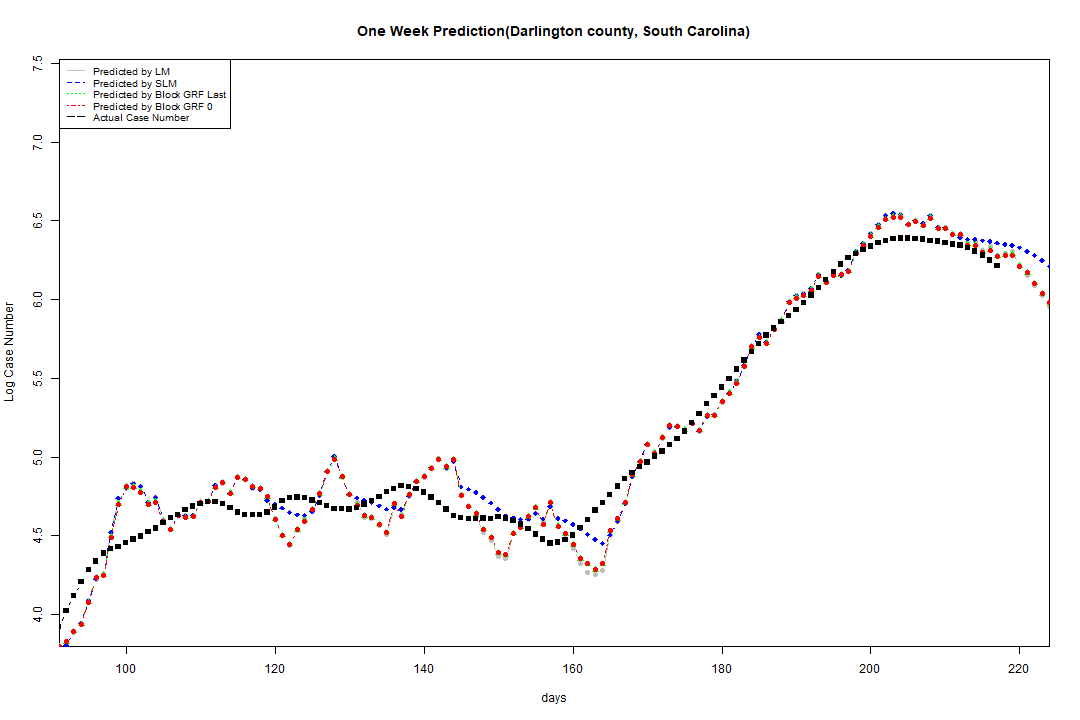 One Week Prediction(Darlington county, South Carolina)
Predicted by LM
Predicted by SLM
Predicted by Block GRF Last
Predicted by Block GRF 0
Actual Case Number
7.5
7.0
6.5
6.0
5.5
5.0
4.5
4.0
Log Case Number
100 120 140 160 180 200 220
days